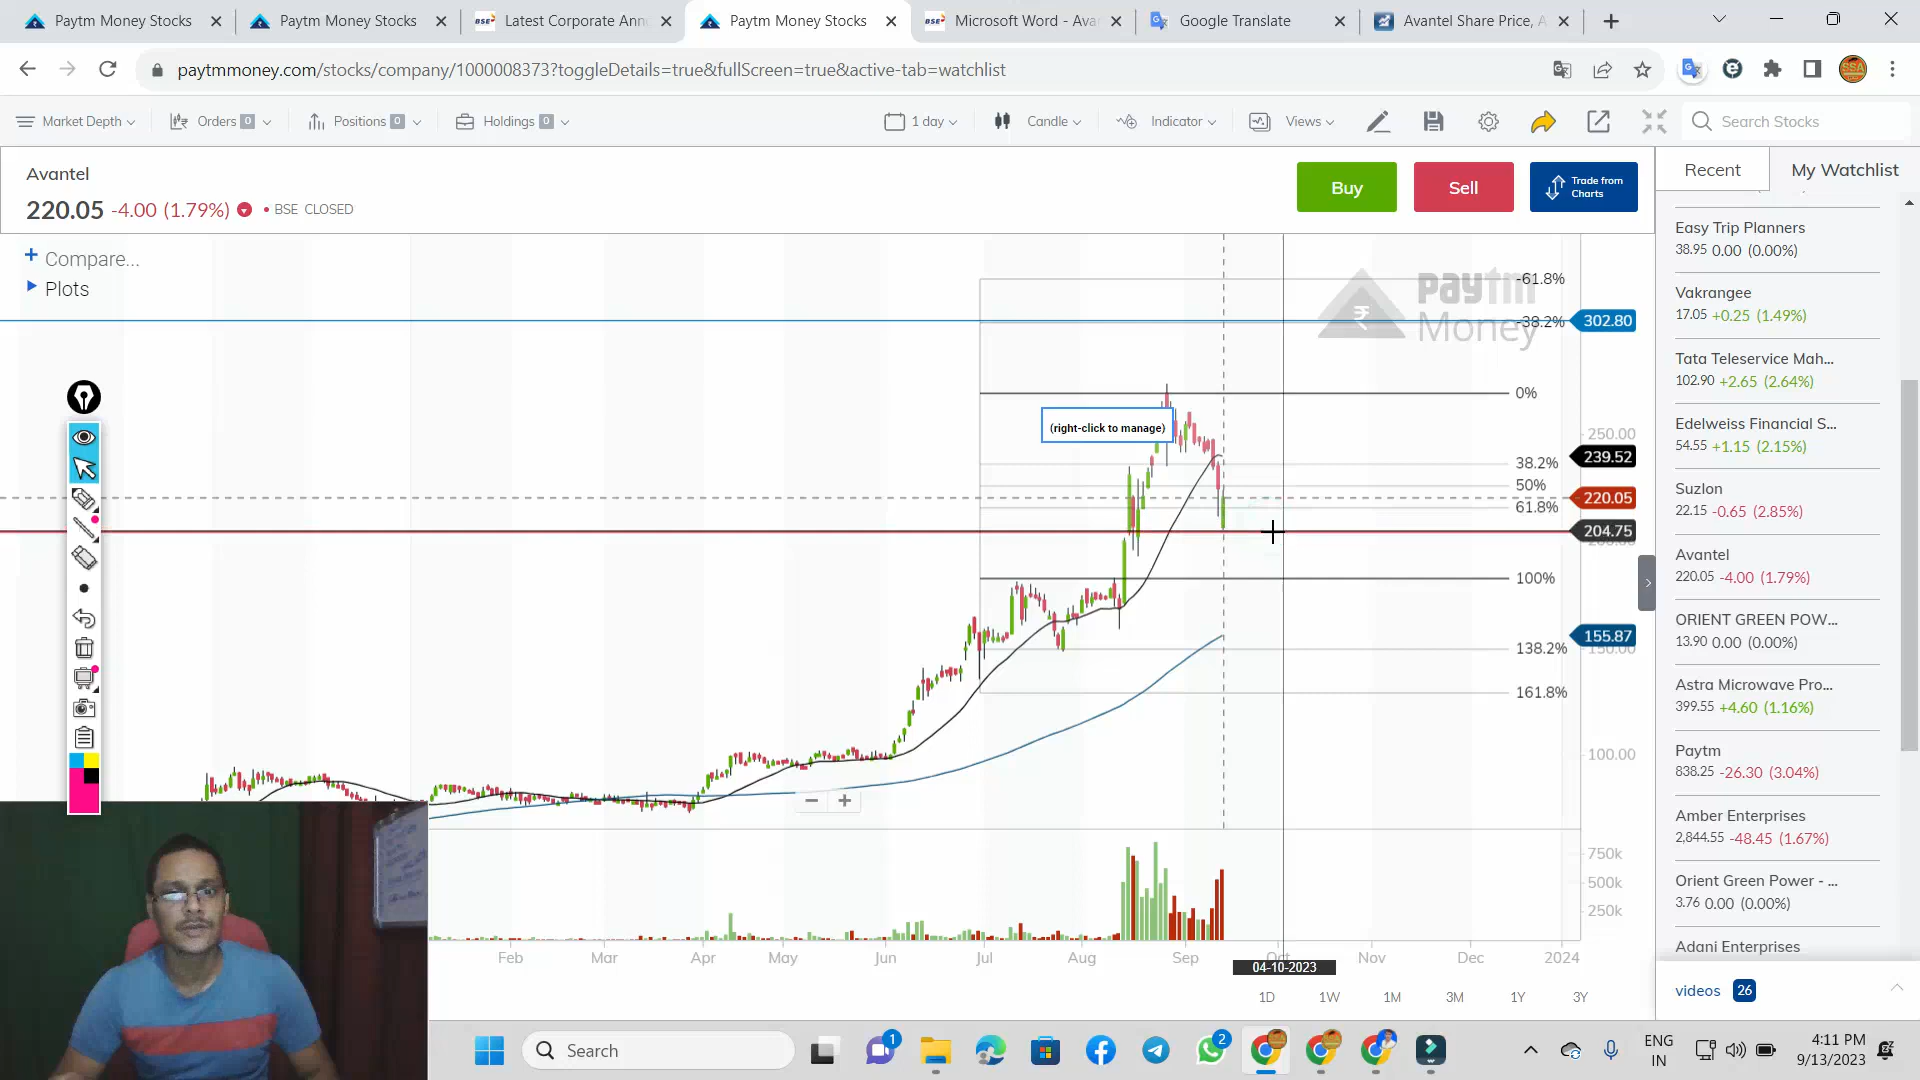 Paytm Money Stocks
Paytm Money Stocks
BSE Latest Corporate Ann
Paytm Money Stocks
BSE Microsoft Word - Ava
Google Translate
Avantel Share Price, A
paytmmoney.com/stocks/company/1000008373?toggleDetails=true&fullScreen=true&active-tab=watchlist
Market Depth
Orders 0
Positions 0
Holdings 0
1 day
Candle
Indicator
Views
Search Stocks
Avantel
220.05 -4.00 (1.79%) • BSE CLOSED
Buy
Sell
Trade from
Charts
Recent
My Watchlist
+ Compare...
Plots
paytm
Money
(right-click to manage)
-61.8%
-38.2%
0%
38.2%
50%
61.8%
100%
138.2%
161.8%
302.80
250.00
239.52
220.05
204.75
155.87
150.00
100.00
750k
500k
250k
Feb Mar Apr May Jun Jul Aug Sep Oct Nov Dec 2024
04-10-2023
1D 1W 1M 3M 1Y 3Y
Easy Trip Planners
38.95 0.00 (0.00%)
Vakrangee
17.05 +0.25 (1.49%)
Tata Teleservice Mah...
102.90 +2.65 (2.64%)
Edelweiss Financial S...
54.55 +1.15 (2.15%)
Suzlon
22.15 -0.65 (2.85%)
Avantel
220.05 -4.00 (1.79%)
ORIENT GREEN POW...
13.90 0.00 (0.00%)
Astra Microwave Pro...
399.55 +4.60 (1.16%)
Paytm
838.25 -26.30 (3.04%)
Amber Enterprises
2,844.55 -48.45 (1.67%)
Orient Green Power - ...
3.76 0.00 (0.00%)
Adani Enterprises
videos 26
Search
1
2
ENG
IN
4:11 PM
9/13/2023